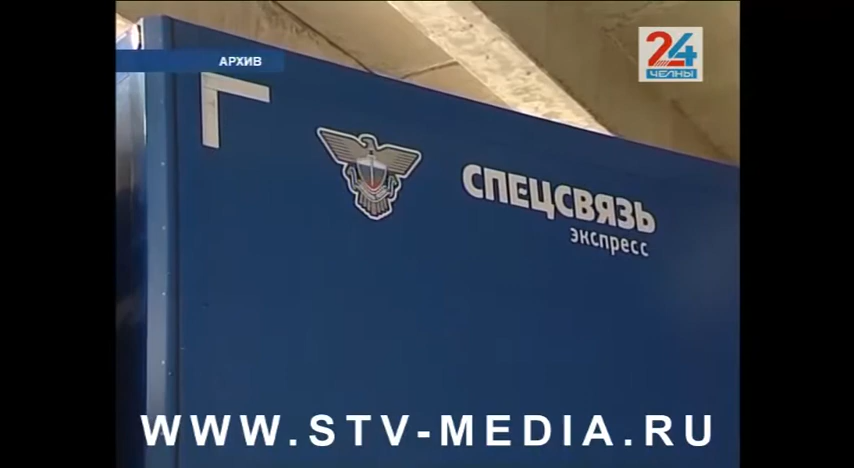 АРХИВ
24
ЧЕЛНЫ
СПЕЦСВЯЗЬ
экспресс
WWW.STV-MEDIA.RU